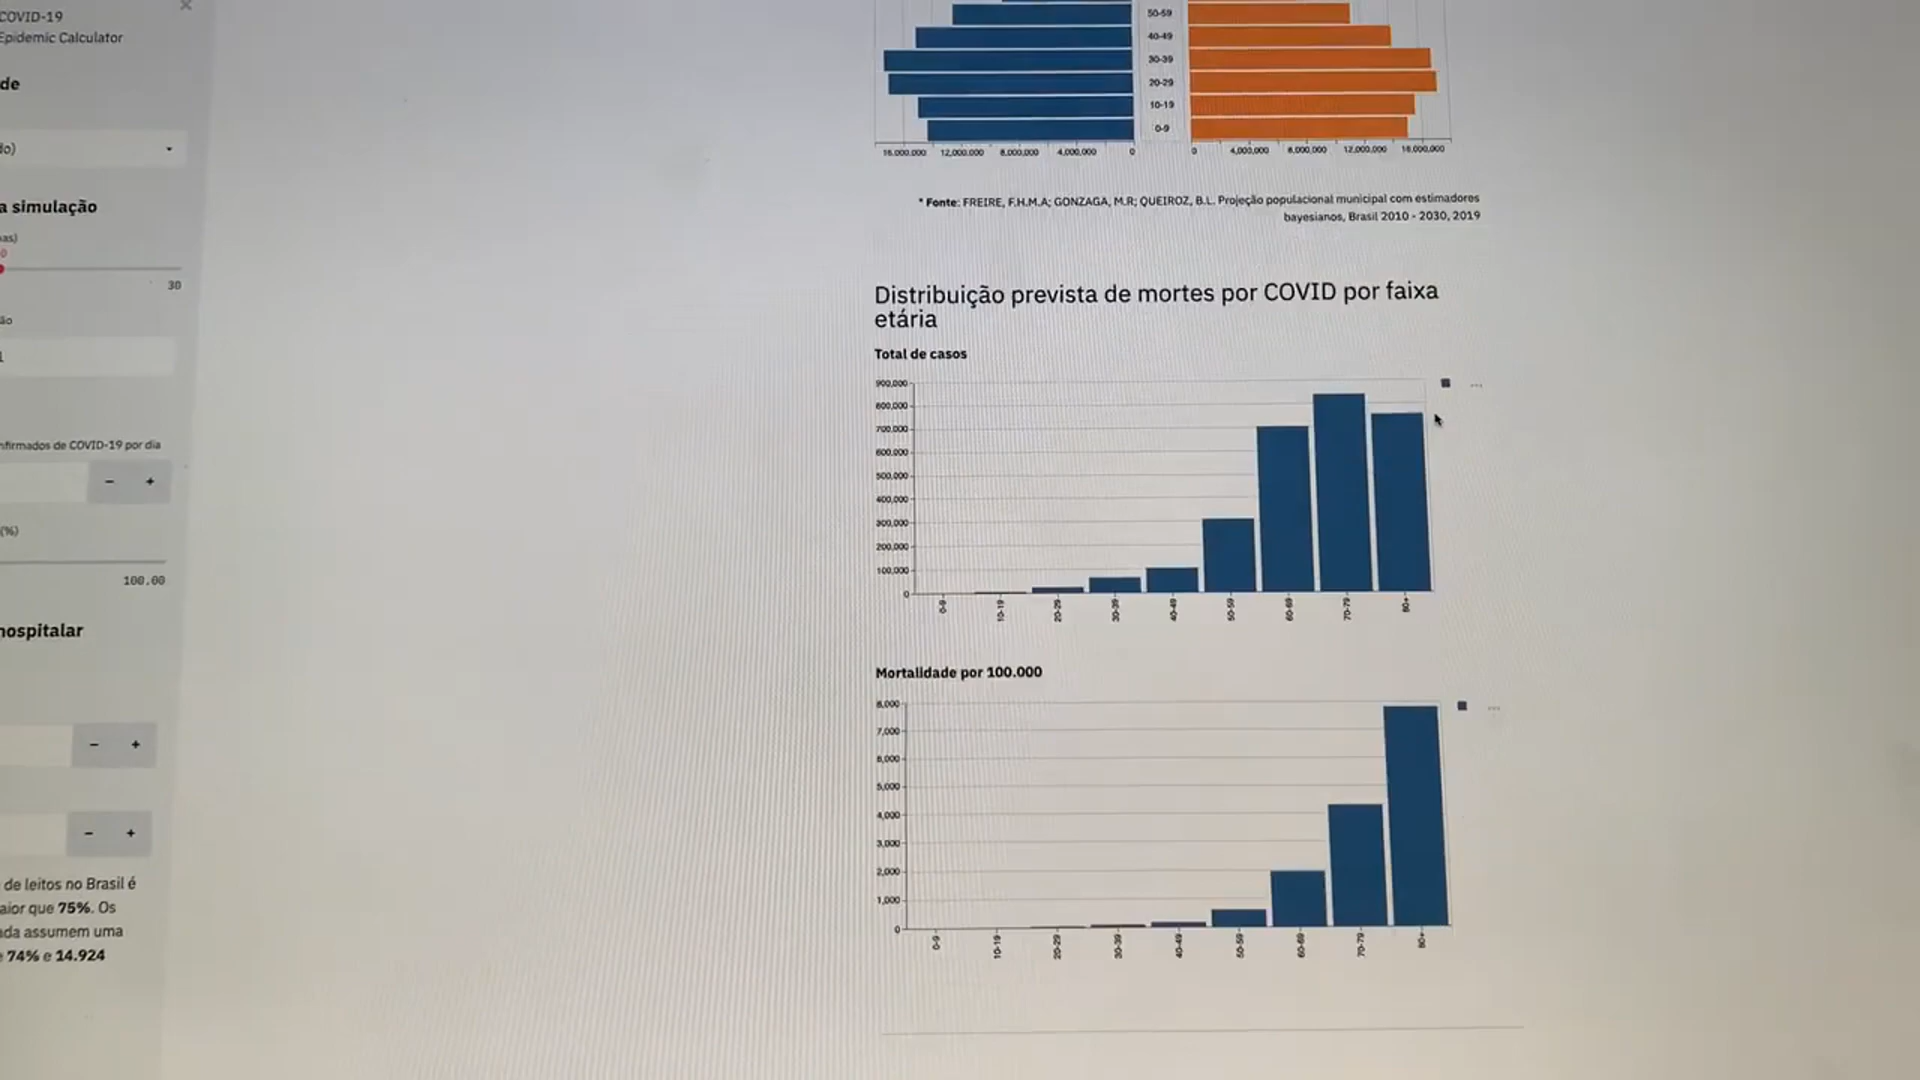 COVID-19
Epidemic Calculator
de
do)
a simulação
nas)
0
30
ão
1
nfirmados de COVID-19 por dia
− +
(%)
100.00
hospitalar
− +
− +
de leitos no Brasil é
aior que 75%. Os
ada assumem uma
e 74% e 14.924
50-59
40-49
30-39
20-29
10-19
0-9
16,000,000 12,000,000 8,000,000 4,000,000 0
0 4,000,000 8,000,000 12,000,000 16,000,000
* Fonte: FREIRE, F.H.M.A; GONZAGA, M.R; QUEIROZ, B.L. Projeção populacional municipal com estimadores
bayesianos, Brasil 2010 - 2030, 2019
Distribuição prevista de mortes por COVID por faixa
etária
Total de casos
900,000
800,000
700,000
600,000
500,000
400,000
300,000
200,000
100,000
0
0-9 10-19 20-29 30-39 40-49 50-59 60-69 70-79 80+
Mortalidade por 100.000
8,000
7,000
6,000
5,000
4,000
3,000
2,000
1,000
0
0-9 10-19 20-29 30-39 40-49 50-59 60-69 70-79 80+